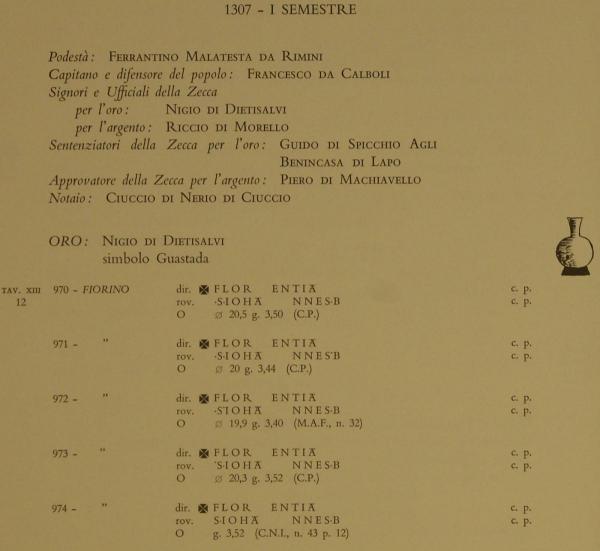 1307 - I SEMESTRE
Podestà: FERRANTINO MALATESTA DA RIMINI
Capitano e difensore del popolo: FRANCESCO DA CALBOLI
Signori e Ufficiali della Zecca
per l'oro: NIGIO DI DIETISALVI
per l'argento: RICCIO DI MORELLO
Sentenziatori della Zecca per l'oro: GUIDO DI SPICCHIO AGLI
BENINCASA DI LAPO
Approvatore della Zecca per l'argento: PIERO DI MACHIAVELLO
Notaio: CIUCCIO DI NERIO DI CIUCCIO
ORO: NIGIO DI DIETISALVI
simbolo Guastada
TAV. XIII 970 - FIORINO dir. ✠ FLOR ENTIA c. p.
12 rov. ·S·IOHA NNES·B c. p.
O ⌀ 20,5 g. 3,50 (C.P.)
971 - " dir. ✠ FLOR ENTIA c. p.
rov. ·S·IOHA NNES'B c. p.
O ⌀ 20 g. 3,44 (C.P.)
972 - " dir. ✠ FLOR ENTIA c. p.
rov. ·S'IOHA NNES·B c. p.
O ⌀ 19,9 g. 3,40 (M.A.F., n. 32)
973 - " dir. ✠ FLOR ENTIA c. p.
rov. 'S·IOHA NNES·B c. p.
O ⌀ 20,3 g. 3,52 (C.P.)
974 - " dir. ✠ FLOR ENTIA c. p.
rov. S·IOHA NNES·B c. p.
O g. 3,52 (C.N.I., n. 43 p. 12)